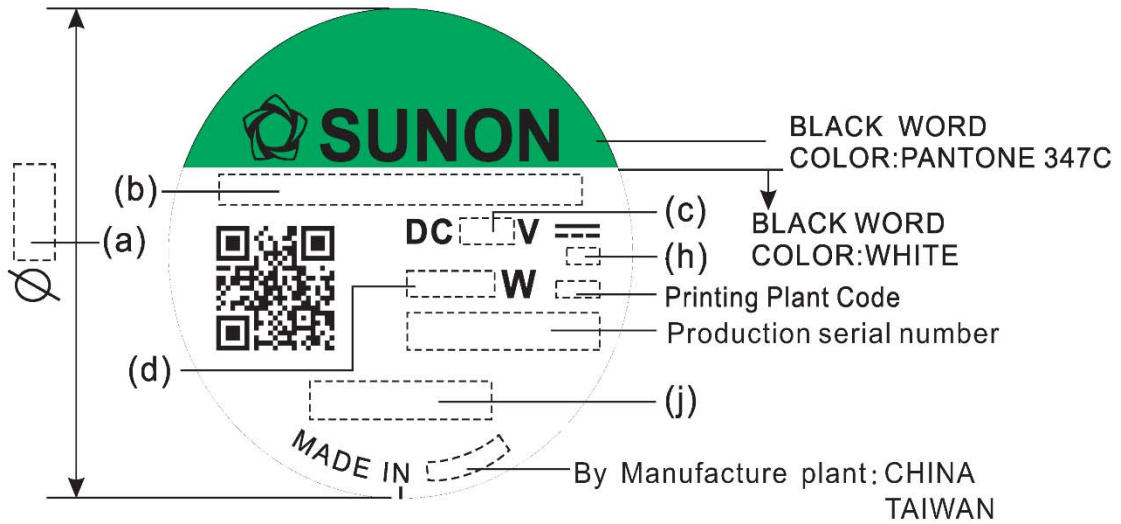 SUNON
BLACK WORD
COLOR:PANTONE 347C
(b)
(a)
Ø
DC V
(c)
BLACK WORD
COLOR:WHITE
(h)
W
Printing Plant Code
Production serial number
(d)
(j)
MADE IN
By Manufacture plant: CHINA
TAIWAN